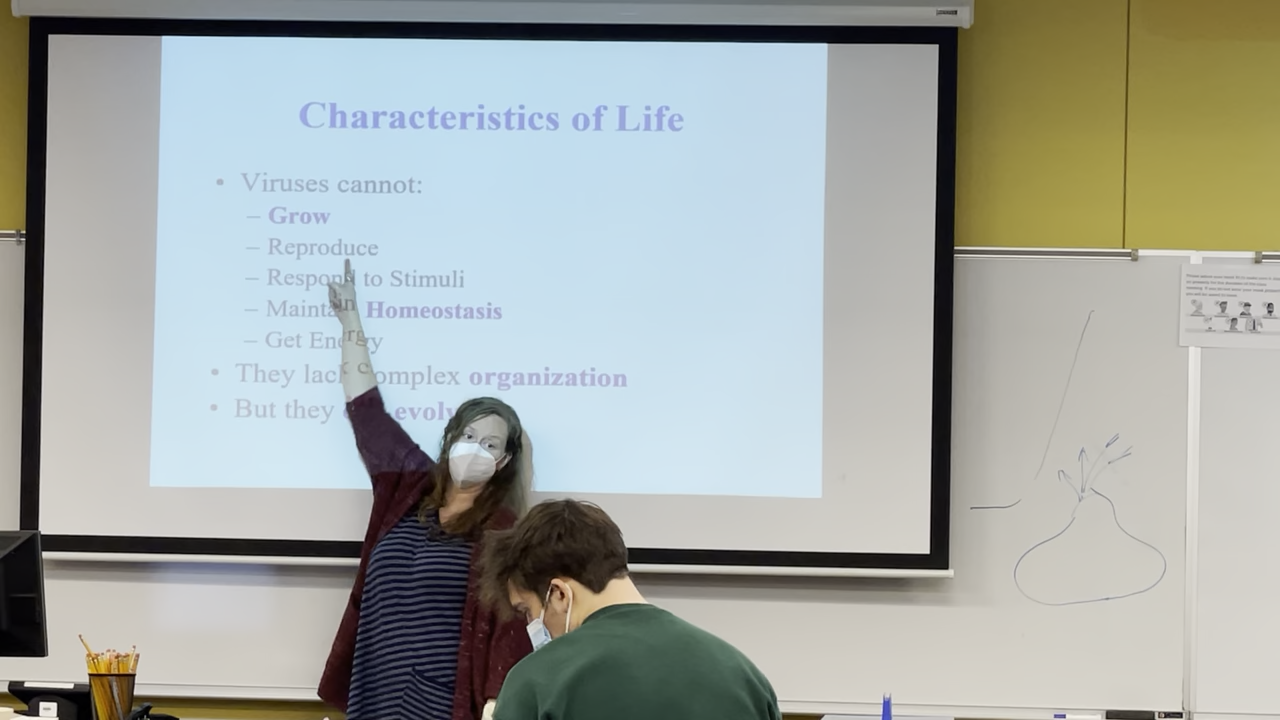 Characteristics of Life
• Viruses cannot:
– Grow
– Reproduce
– Respond to Stimuli
– Maintain Homeostasis
– Get Energy
• They lack complex organization
• But they evolv